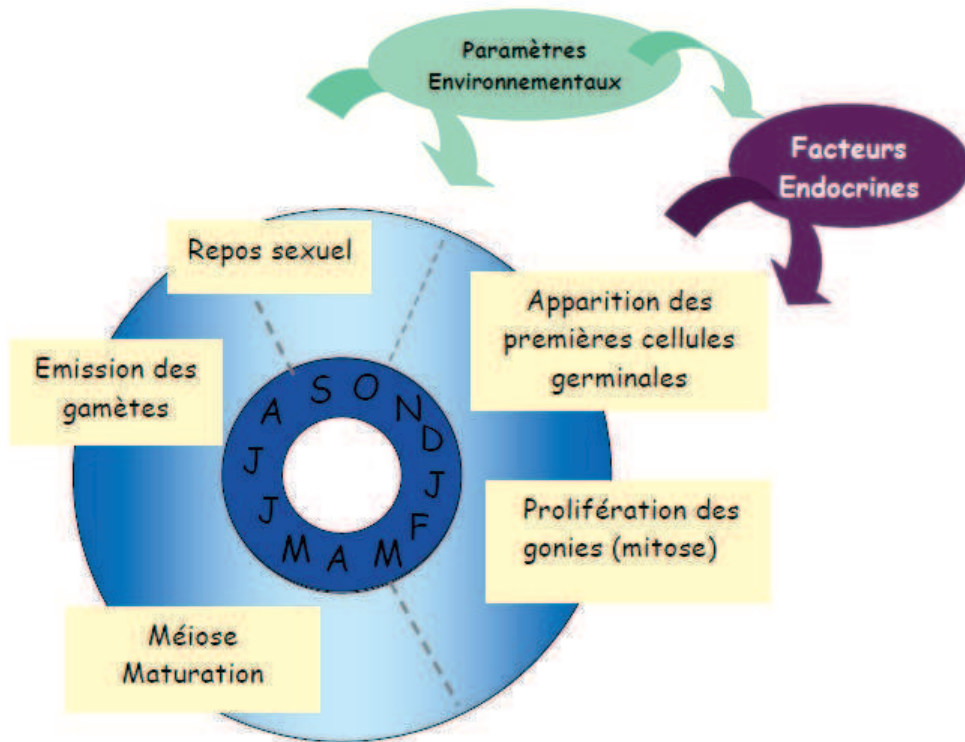 Paramètres
Environnementaux
Facteurs
Endocrines
Repos sexuel
Apparition des
premières cellules
germinales
Emission des
gamètes
S O N D J F M A M J J A
Prolifération des
gonies (mitose)
Méiose
Maturation